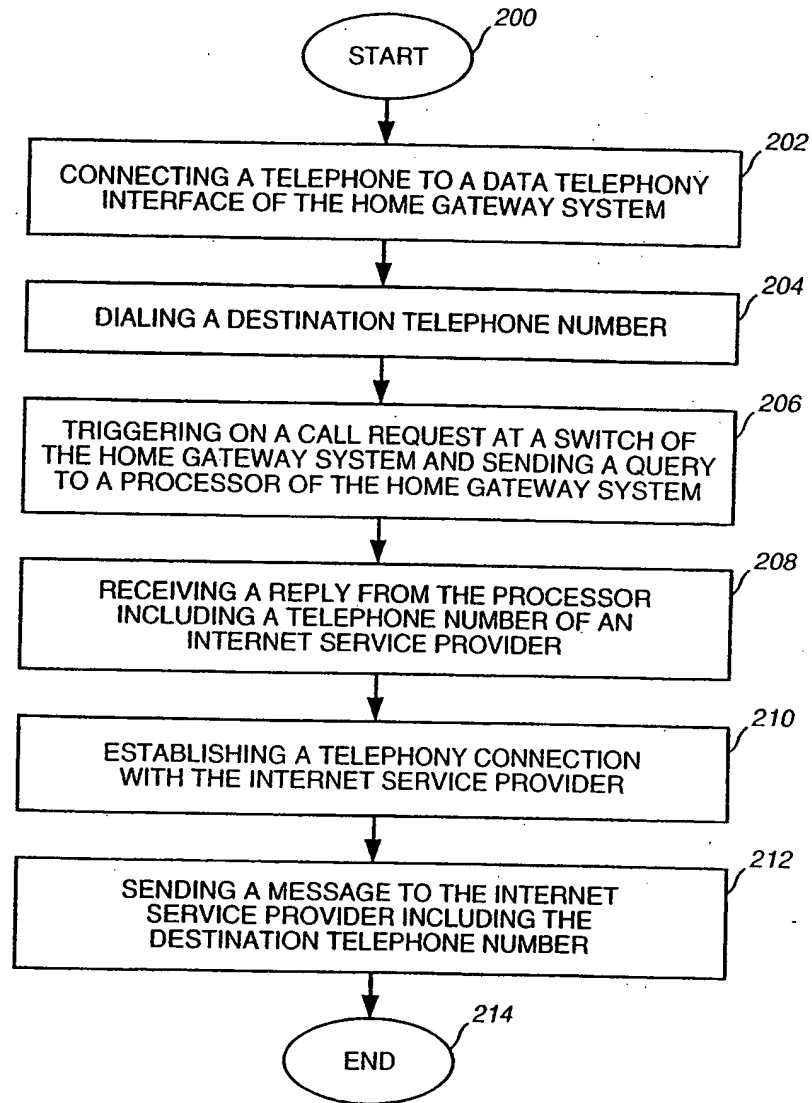 200
START
202
CONNECTING A TELEPHONE TO A DATA TELEPHONY
INTERFACE OF THE HOME GATEWAY SYSTEM
204
DIALING A DESTINATION TELEPHONE NUMBER
206
TRIGGERING ON A CALL REQUEST AT A SWITCH OF
THE HOME GATEWAY SYSTEM AND SENDING A QUERY
TO A PROCESSOR OF THE HOME GATEWAY SYSTEM
208
RECEIVING A REPLY FROM THE PROCESSOR
INCLUDING A TELEPHONE NUMBER OF AN
INTERNET SERVICE PROVIDER
210
ESTABLISHING A TELEPHONY CONNECTION
WITH THE INTERNET SERVICE PROVIDER
212
SENDING A MESSAGE TO THE INTERNET
SERVICE PROVIDER INCLUDING THE
DESTINATION TELEPHONE NUMBER
214
END